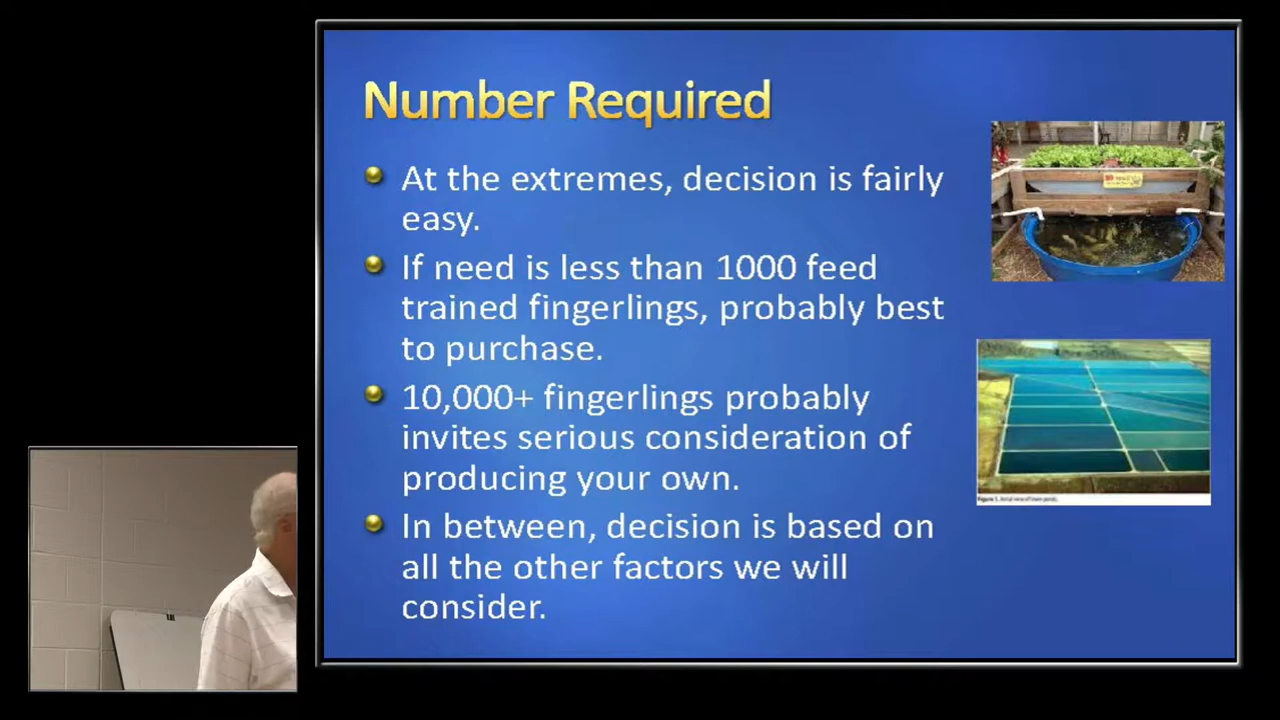 Number Required
At the extremes, decision is fairly
easy.
If need is less than 1000 feed
trained fingerlings, probably best
to purchase.
10,000+ fingerlings probably
invites serious consideration of
producing your own.
In between, decision is based on
all the other factors we will
consider.